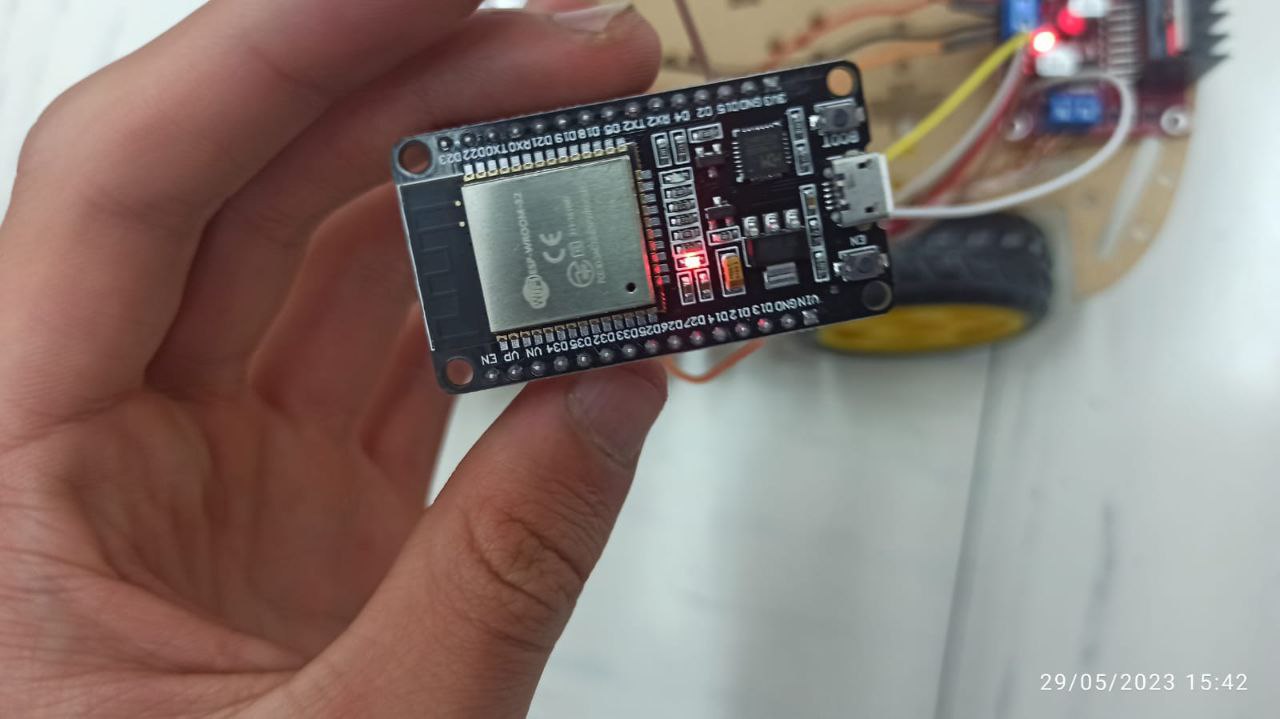 3V3 GND D15 D2 D4 RX2 TX2 D5 D18 D19 D21 RX0 TX0 D22 D23
BOOT
WiFi ESP-WROOM-32
CE
EN
EN VP VN D34 D35 D32 D33 D25 D26 D27 D14 D12 D13 GND VIN
29/05/2023 15:42